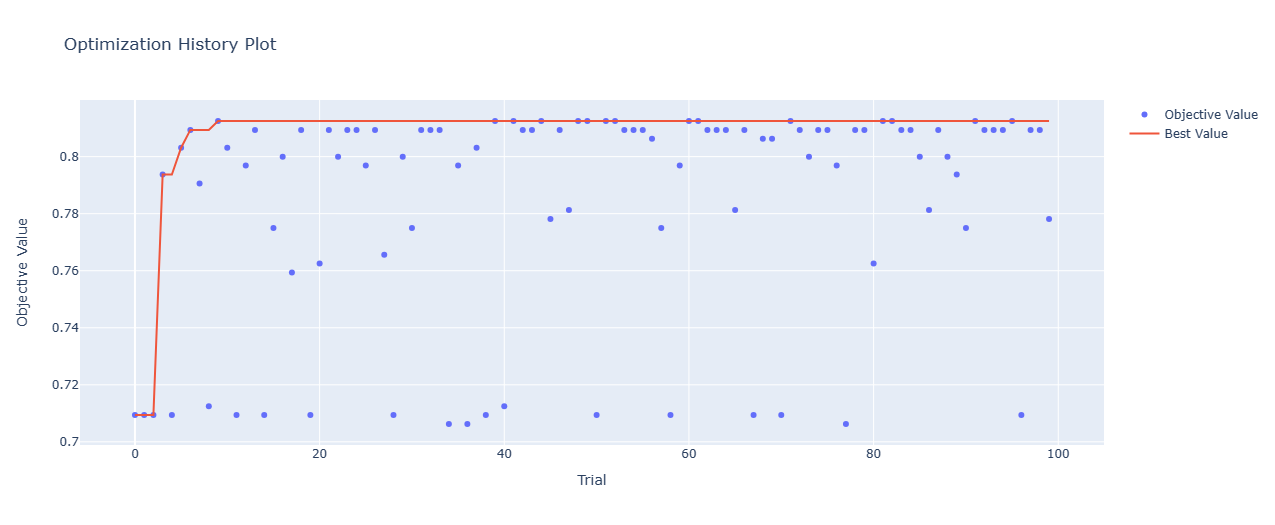 Optimization History Plot
Objective Value
Best Value
0.8
0.78
0.76
0.74
0.72
0.7
Objective Value
0
20
40
60
80
100
Trial